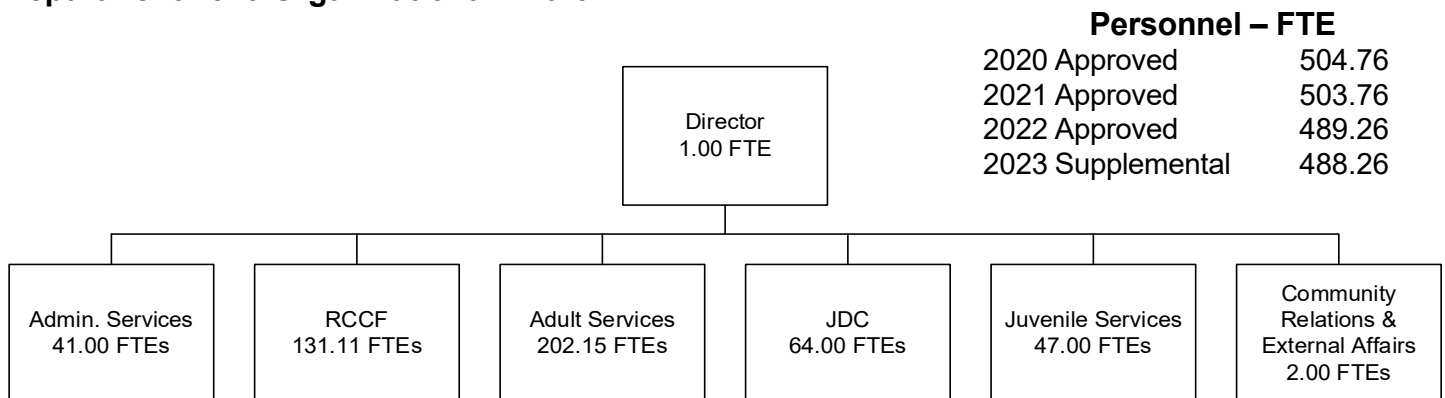 Personnel – FTE
2020 Approved 504.76
2021 Approved 503.76
2022 Approved 489.26
2023 Supplemental 488.26
Director
1.00 FTE
Admin. Services
41.00 FTEs
RCCF
131.11 FTEs
Adult Services
202.15 FTEs
JDC
64.00 FTEs
Juvenile Services
47.00 FTEs
Community
Relations &
External Affairs
2.00 FTEs